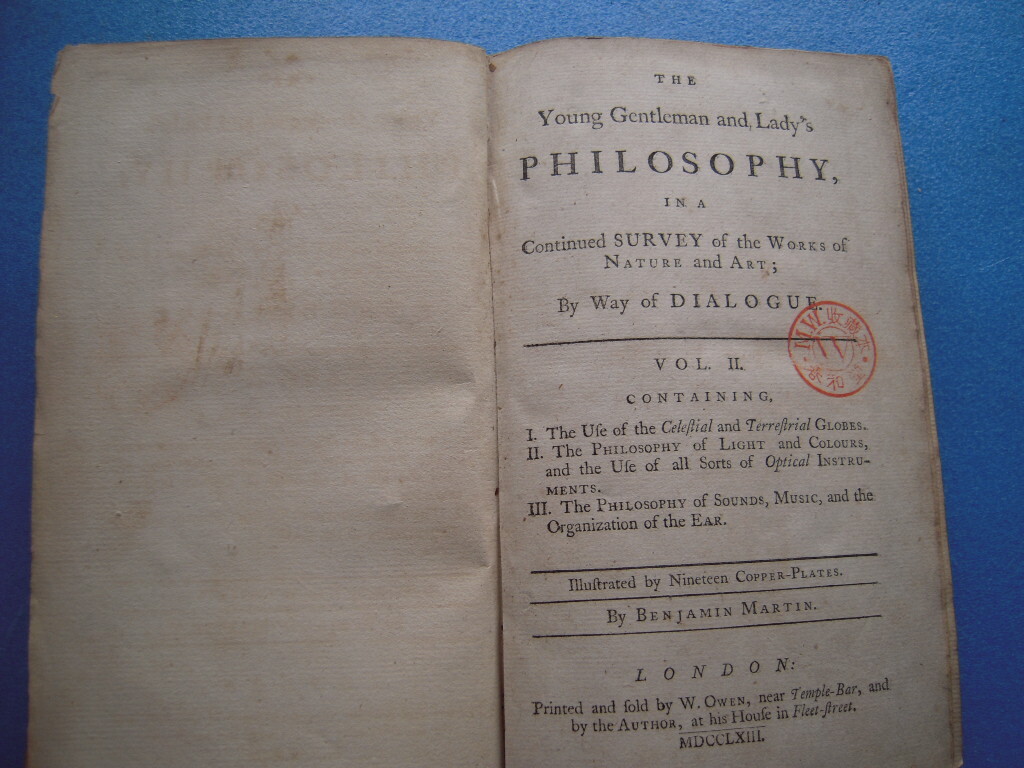 THE
Young Gentleman and Lady's
PHILOSOPHY,
IN A
Continued SURVEY of the WORKS of
NATURE and ART;
By Way of DIALOGUE.
M.W.收藏
W
和
VOL. II.
CONTAINING,
I. The Uſe of the Celeſtial and Terreſtrial GLOBES.
II. The PHILOSOPHY of LIGHT and COLOURS,
and the Uſe of all Sorts of Optical INSTRU-
MENTS.
III. The PHILOSOPHY of SOUNDS, MUSIC, and the
Organization of the EAR.
Illuſtrated by Nineteen COPPER-PLATES.
By BENJAMIN MARTIN.
LONDON:
Printed and ſold by W. OWEN, near Temple-Bar, and
by the AUTHOR, at his Houſe in Fleet-ſtreet.
MDCCLXIII.